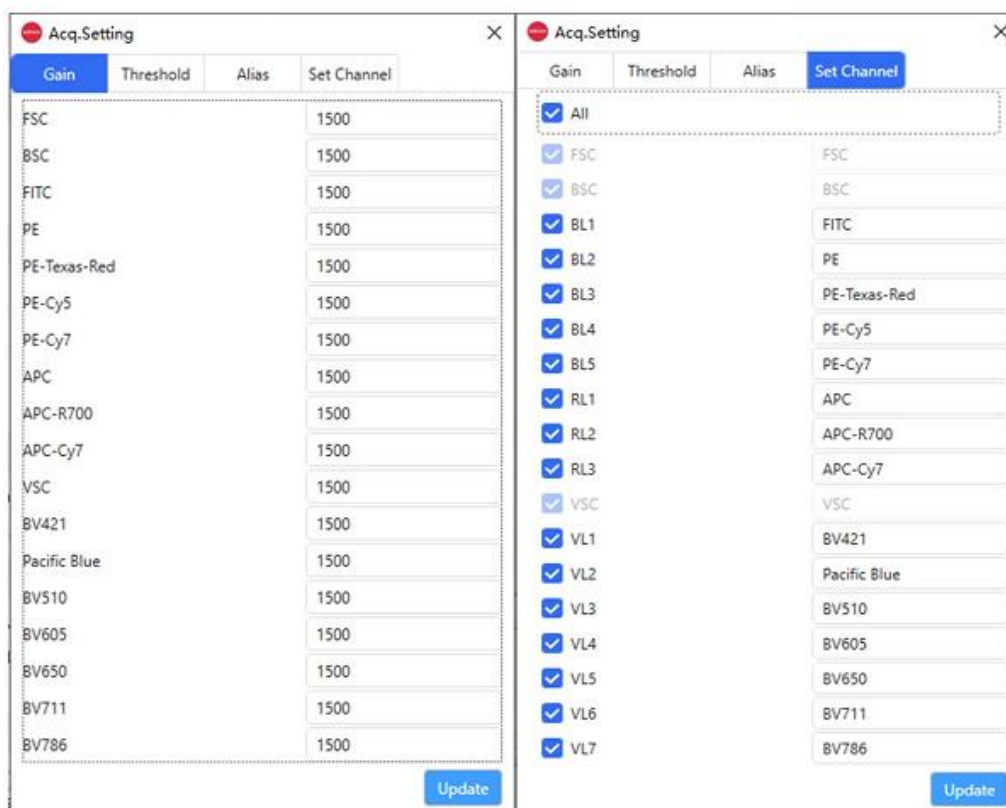 Acq.Setting
Gain Threshold Alias Set Channel
FSC 1500
BSC 1500
FITC 1500
PE 1500
PE-Texas-Red 1500
PE-Cy5 1500
PE-Cy7 1500
APC 1500
APC-R700 1500
APC-Cy7 1500
VSC 1500
BV421 1500
Pacific Blue 1500
BV510 1500
BV605 1500
BV650 1500
BV711 1500
BV786 1500
Update
Acq.Setting
Gain Threshold Alias Set Channel
All
FSC FSC
BSC BSC
BL1 FITC
BL2 PE
BL3 PE-Texas-Red
BL4 PE-Cy5
BL5 PE-Cy7
RL1 APC
RL2 APC-R700
RL3 APC-Cy7
VSC VSC
VL1 BV421
VL2 Pacific Blue
VL3 BV510
VL4 BV605
VL5 BV650
VL6 BV711
VL7 BV786
Update